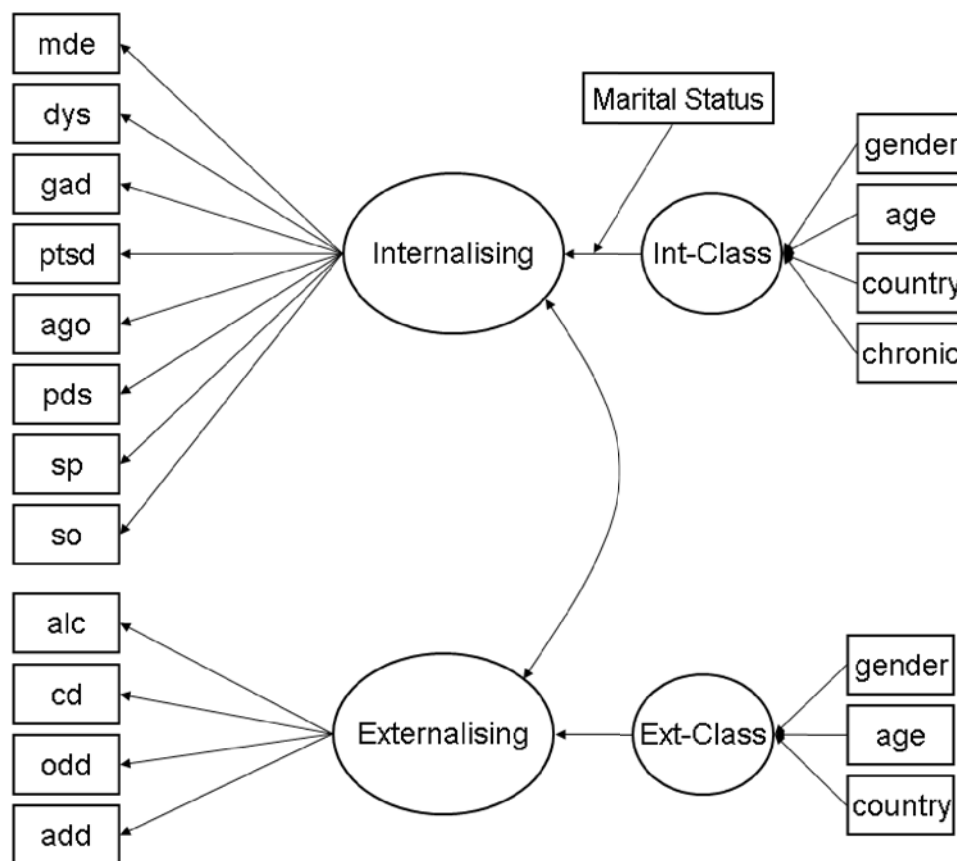 mde
dys
gad
ptsd
ago
pds
sp
so
Marital Status
Internalising
Int-Class
gender
age
country
chronic
alc
cd
odd
add
Externalising
Ext-Class
gender
age
country